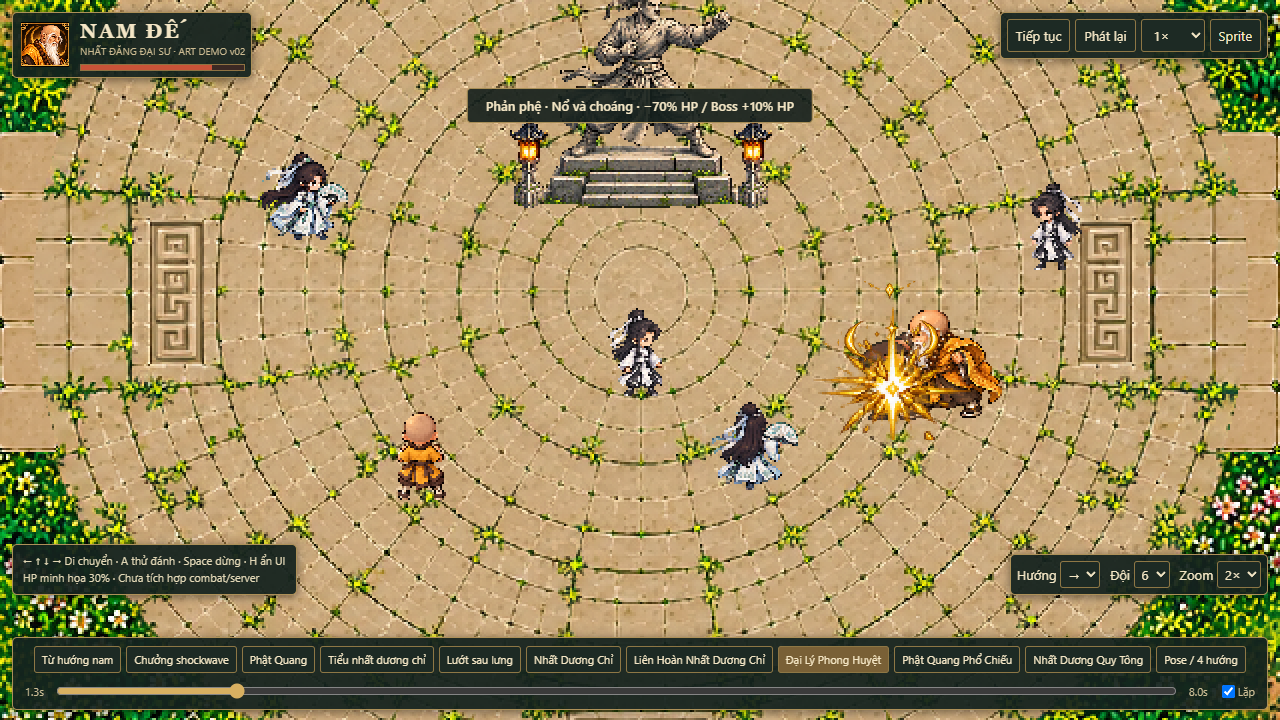 NAM ĐẾ
NHẤT ĐĂNG ĐẠI SƯ · ART DEMO v02
Tiếp tục
Phát lại
1×
Sprite
Phản phệ · Nổ và choáng · −70% HP / Boss +10% HP
← ↑ ↓ → Di chuyển · A thử đánh · Space dừng · H ẩn UI
HP minh họa 30% · Chưa tích hợp combat/server
Hướng → Đội 6 Zoom 2×
Từ hướng nam
Chưởng shockwave
Phật Quang
Tiểu nhất dương chỉ
Lướt sau lưng
Nhất Dương Chỉ
Liên Hoàn Nhất Dương Chỉ
Đại Lý Phong Huyệt
Phật Quang Phổ Chiếu
Nhất Dương Quy Tông
Pose / 4 hướng
1.3s
8.0s
Lặp